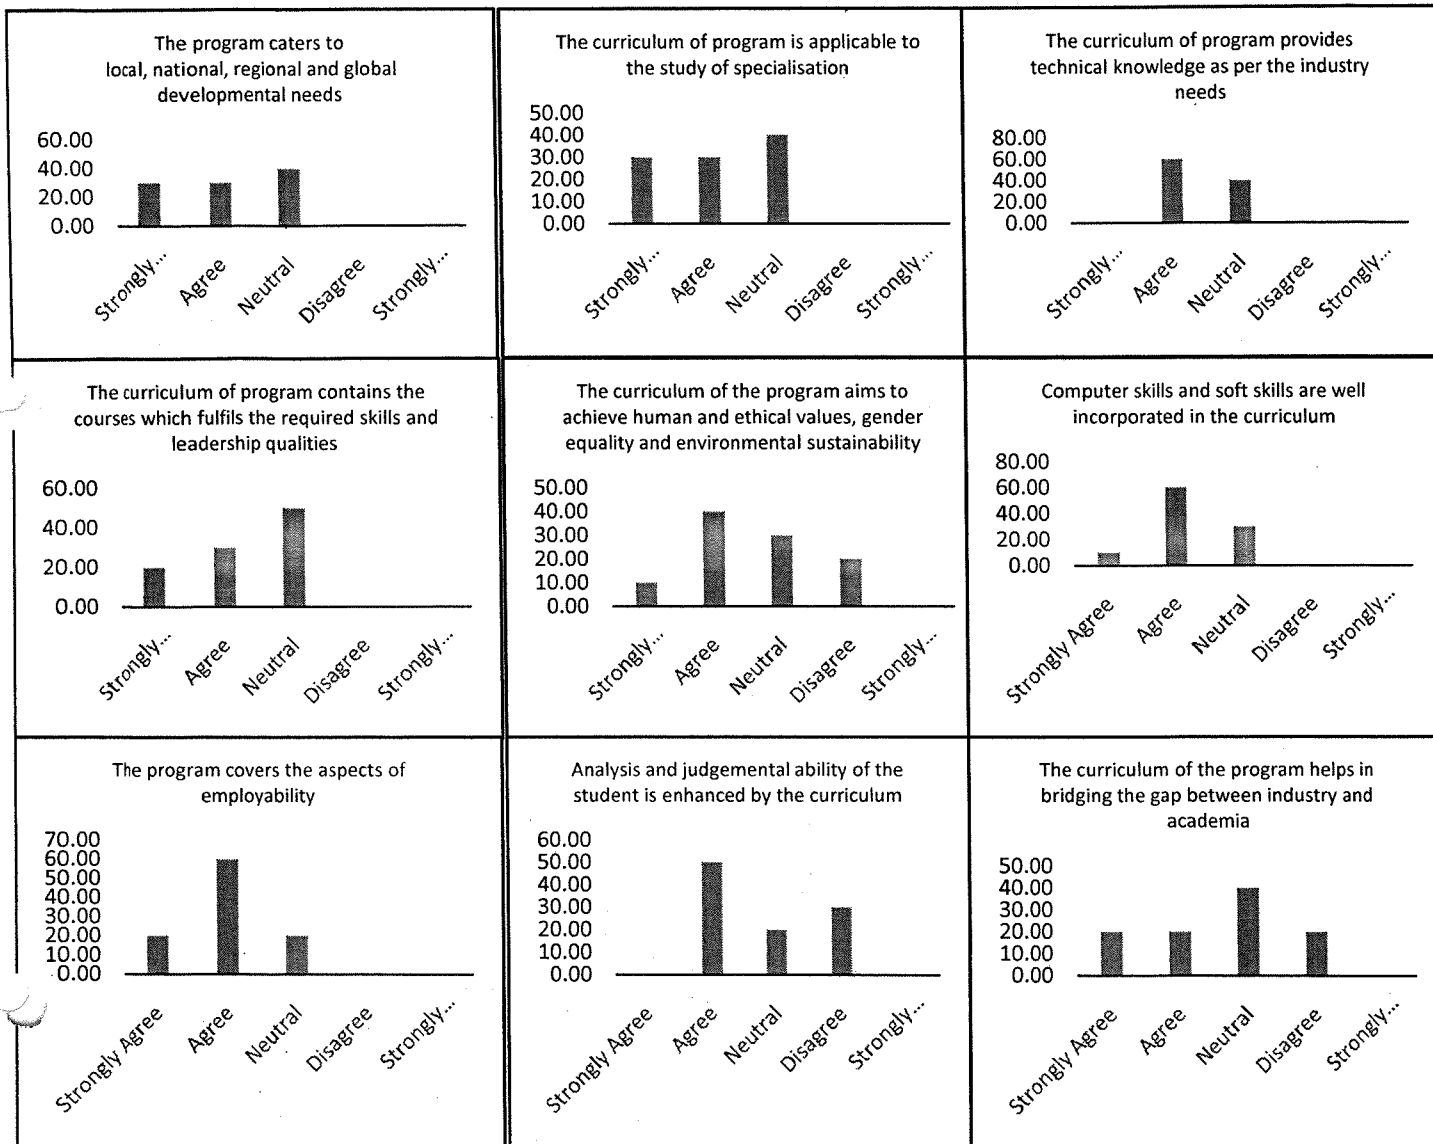 The program caters to
local, national, regional and global
developmental needs
60.00
40.00
20.00
0.00
Strongly...
Agree
Neutral
Disagree
Strongly...
The curriculum of program is applicable to
the study of specialisation
50.00
40.00
30.00
20.00
10.00
0.00
Strongly...
Agree
Neutral
Disagree
Strongly...
The curriculum of program provides
technical knowledge as per the industry
needs
80.00
60.00
40.00
20.00
0.00
Strongly...
Agree
Neutral
Disagree
Strongly...
The curriculum of program contains the
courses which fulfils the required skills and
leadership qualities
60.00
40.00
20.00
0.00
Strongly...
Agree
Neutral
Disagree
Strongly...
The curriculum of the program aims to
achieve human and ethical values, gender
equality and environmental sustainability
50.00
40.00
30.00
20.00
10.00
0.00
Strongly...
Agree
Neutral
Disagree
Strongly...
Computer skills and soft skills are well
incorporated in the curriculum
80.00
60.00
40.00
20.00
0.00
Strongly Agree
Agree
Neutral
Disagree
Strongly...
The program covers the aspects of
employability
70.00
60.00
50.00
40.00
30.00
20.00
10.00
0.00
Strongly Agree
Agree
Neutral
Disagree
Strongly...
Analysis and judgemental ability of the
student is enhanced by the curriculum
60.00
50.00
40.00
30.00
20.00
10.00
0.00
Strongly Agree
Agree
Neutral
Disagree
Strongly...
The curriculum of the program helps in
bridging the gap between industry and
academia
50.00
40.00
30.00
20.00
10.00
0.00
Strongly Agree
Agree
Neutral
Disagree
Strongly...